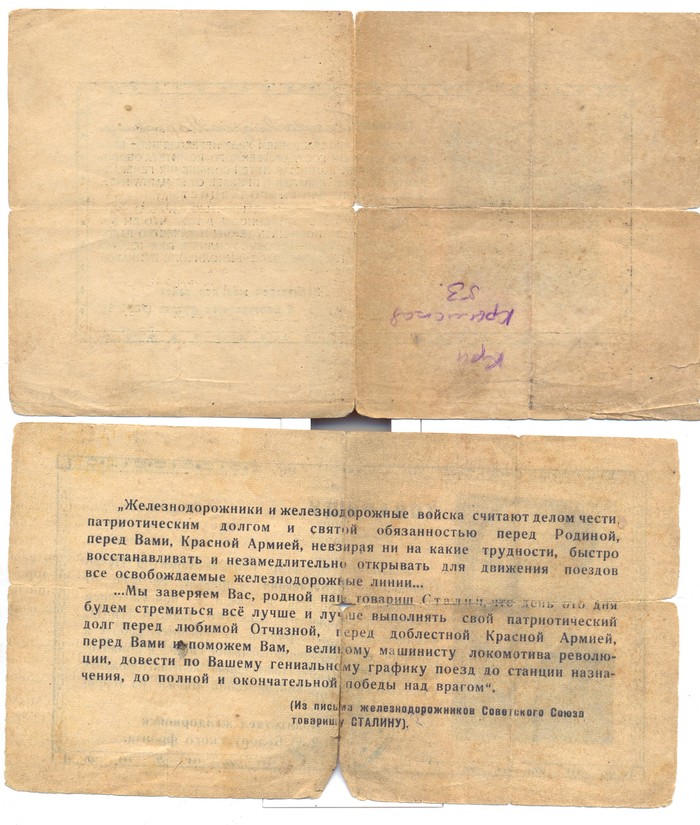 53.
Крымская
Кри
„Железнодорожники и железнодорожные войска считают делом чести,
патриотическим долгом и святой обязанностью перед Родиной,
перед Вами, Красной Армией, невзирая ни на какие трудности, быстро
восстанавливать и незамедлительно открывать для движения поездов
все освобождаемые железнодорожные линии...
...Мы заверяем Вас, родной наш товарищ Сталин, что день ото дня
будем стремиться всё лучше и лучше выполнять свой патриотический
долг перед любимой Отчизной, перед доблестной Красной Армией,
перед Вами и поможем Вам, великому машинисту локомотива револю-
ции, довести по Вашему гениальному графику поезд до станции назна-
чения, до полной и окончательной победы над врагом“.
(Из письма железнодорожников Советского Союза
товарищу СТАЛИНУ).